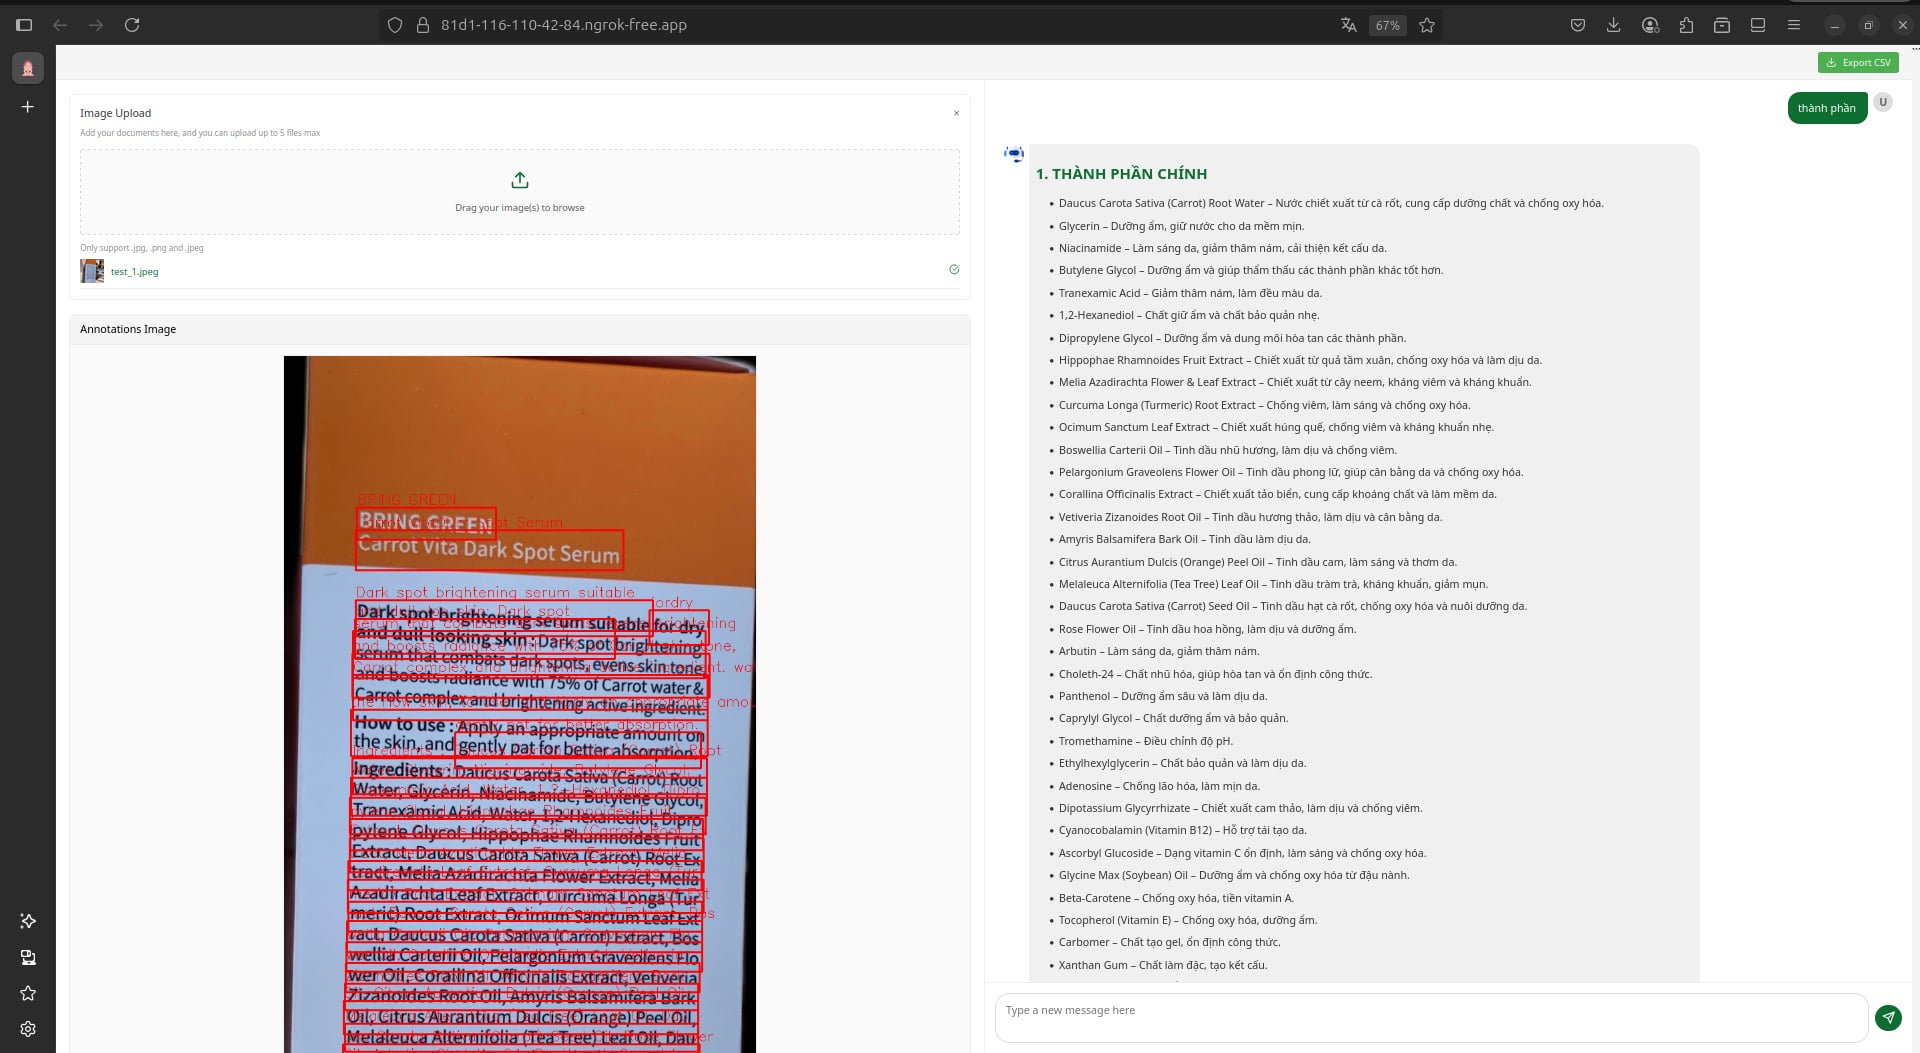 81d1-116-110-42-84.ngrok-free.app
67%
Export CSV
Image Upload
×
Add your documents here, and you can upload up to 5 files max
Drag your image(s) to browse
Only support .jpg, .png and .jpeg
test_1.jpeg
Annotations Image
BRING GREEN
BRING GREEN
Spot Serum
Carrot Vita Dark Spot Serum
Dark spot brightening serum suitable
fordry
Dark spot brightening serum suitable for dry
and dull-looking skin : Dark spot brightening
serum that combats dark spots, evens skin tone,
and boosts radiance with 75% of Carrot water &
Carrot complex and brightening active ingredient.
How to use : Apply an appropriate amount on
the skin, and gently pat for better absorption.
Ingredients : Daucus Carota Sativa (Carrot) Root
Water, Glycerin, Niacinamide, Butylene Glycol,
Tranexamic Acid, Water, 1,2-Hexanediol, Dipro
pylene Glycol, Hippophae Rhamnoides Fruit
Extract, Daucus Carota Sativa (Carrot) Root Ex
tract, Melia Azadirachta Flower Extract, Melia
Azadirachta Leaf Extract, Curcuma Longa (Tur
meric) Root Extract, Ocimum Sanctum Leaf Ext
ract, Daucus Carota Sativa (Carrot) Extract, Bos
wellia Carterii Oil, Pelargonium Graveolens Flo
wer Oil, Corallina Officinalis Extract, Vetiveria
Zizanoides Root Oil, Amyris Balsamifera Bark
Oil, Citrus Aurantium Dulcis (Orange) Peel Oil,
Melaleuca Alternifolia (Tea Tree) Leaf Oil, Dau
thành phần
U
1. THÀNH PHẦN CHÍNH
• Daucus Carota Sativa (Carrot) Root Water – Nước chiết xuất từ cà rốt, cung cấp dưỡng chất và chống oxy hóa.
• Glycerin – Dưỡng ẩm, giữ nước cho da mềm mịn.
• Niacinamide – Làm sáng da, giảm thâm nám, cải thiện kết cấu da.
• Butylene Glycol – Dưỡng ẩm và giúp thẩm thấu các thành phần khác tốt hơn.
• Tranexamic Acid – Giảm thâm nám, làm đều màu da.
• 1,2-Hexanediol – Chất giữ ẩm và chất bảo quản nhẹ.
• Dipropylene Glycol – Dưỡng ẩm và dung môi hòa tan các thành phần.
• Hippophae Rhamnoides Fruit Extract – Chiết xuất từ quả tầm xuân, chống oxy hóa và làm dịu da.
• Melia Azadirachta Flower & Leaf Extract – Chiết xuất từ cây neem, kháng viêm và kháng khuẩn.
• Curcuma Longa (Turmeric) Root Extract – Chống viêm, làm sáng và chống oxy hóa.
• Ocimum Sanctum Leaf Extract – Chiết xuất húng quế, chống viêm và kháng khuẩn nhẹ.
• Boswellia Carterii Oil – Tinh dầu nhũ hương, làm dịu và chống viêm.
• Pelargonium Graveolens Flower Oil – Tinh dầu phong lữ, giúp cân bằng da và chống oxy hóa.
• Corallina Officinalis Extract – Chiết xuất tảo biển, cung cấp khoáng chất và làm mềm da.
• Vetiveria Zizanoides Root Oil – Tinh dầu hương thảo, làm dịu và cân bằng da.
• Amyris Balsamifera Bark Oil – Tinh dầu làm dịu da.
• Citrus Aurantium Dulcis (Orange) Peel Oil – Tinh dầu cam, làm sáng và thơm da.
• Melaleuca Alternifolia (Tea Tree) Leaf Oil – Tinh dầu tràm trà, kháng khuẩn, giảm mụn.
• Daucus Carota Sativa (Carrot) Seed Oil – Tinh dầu hạt cà rốt, chống oxy hóa và nuôi dưỡng da.
• Rose Flower Oil – Tinh dầu hoa hồng, làm dịu và dưỡng ẩm.
• Arbutin – Làm sáng da, giảm thâm nám.
• Choleth-24 – Chất nhũ hóa, giúp hòa tan và ổn định công thức.
• Panthenol – Dưỡng ẩm sâu và làm dịu da.
• Caprylyl Glycol – Chất dưỡng ẩm và bảo quản.
• Tromethamine – Điều chỉnh độ pH.
• Ethylhexylglycerin – Chất bảo quản và làm dịu da.
• Adenosine – Chống lão hóa, làm mịn da.
• Dipotassium Glycyrrhizate – Chiết xuất cam thảo, làm dịu và chống viêm.
• Cyanocobalamin (Vitamin B12) – Hỗ trợ tái tạo da.
• Ascorbyl Glucoside – Dạng vitamin C ổn định, làm sáng và chống oxy hóa.
• Glycine Max (Soybean) Oil – Dưỡng ẩm và chống oxy hóa từ đậu nành.
• Beta-Carotene – Chống oxy hóa, tiền vitamin A.
• Tocopherol (Vitamin E) – Chống oxy hóa, dưỡng ẩm.
• Carbomer – Chất tạo gel, ổn định công thức.
• Xanthan Gum – Chất làm đặc, tạo kết cấu.
Type a new message here